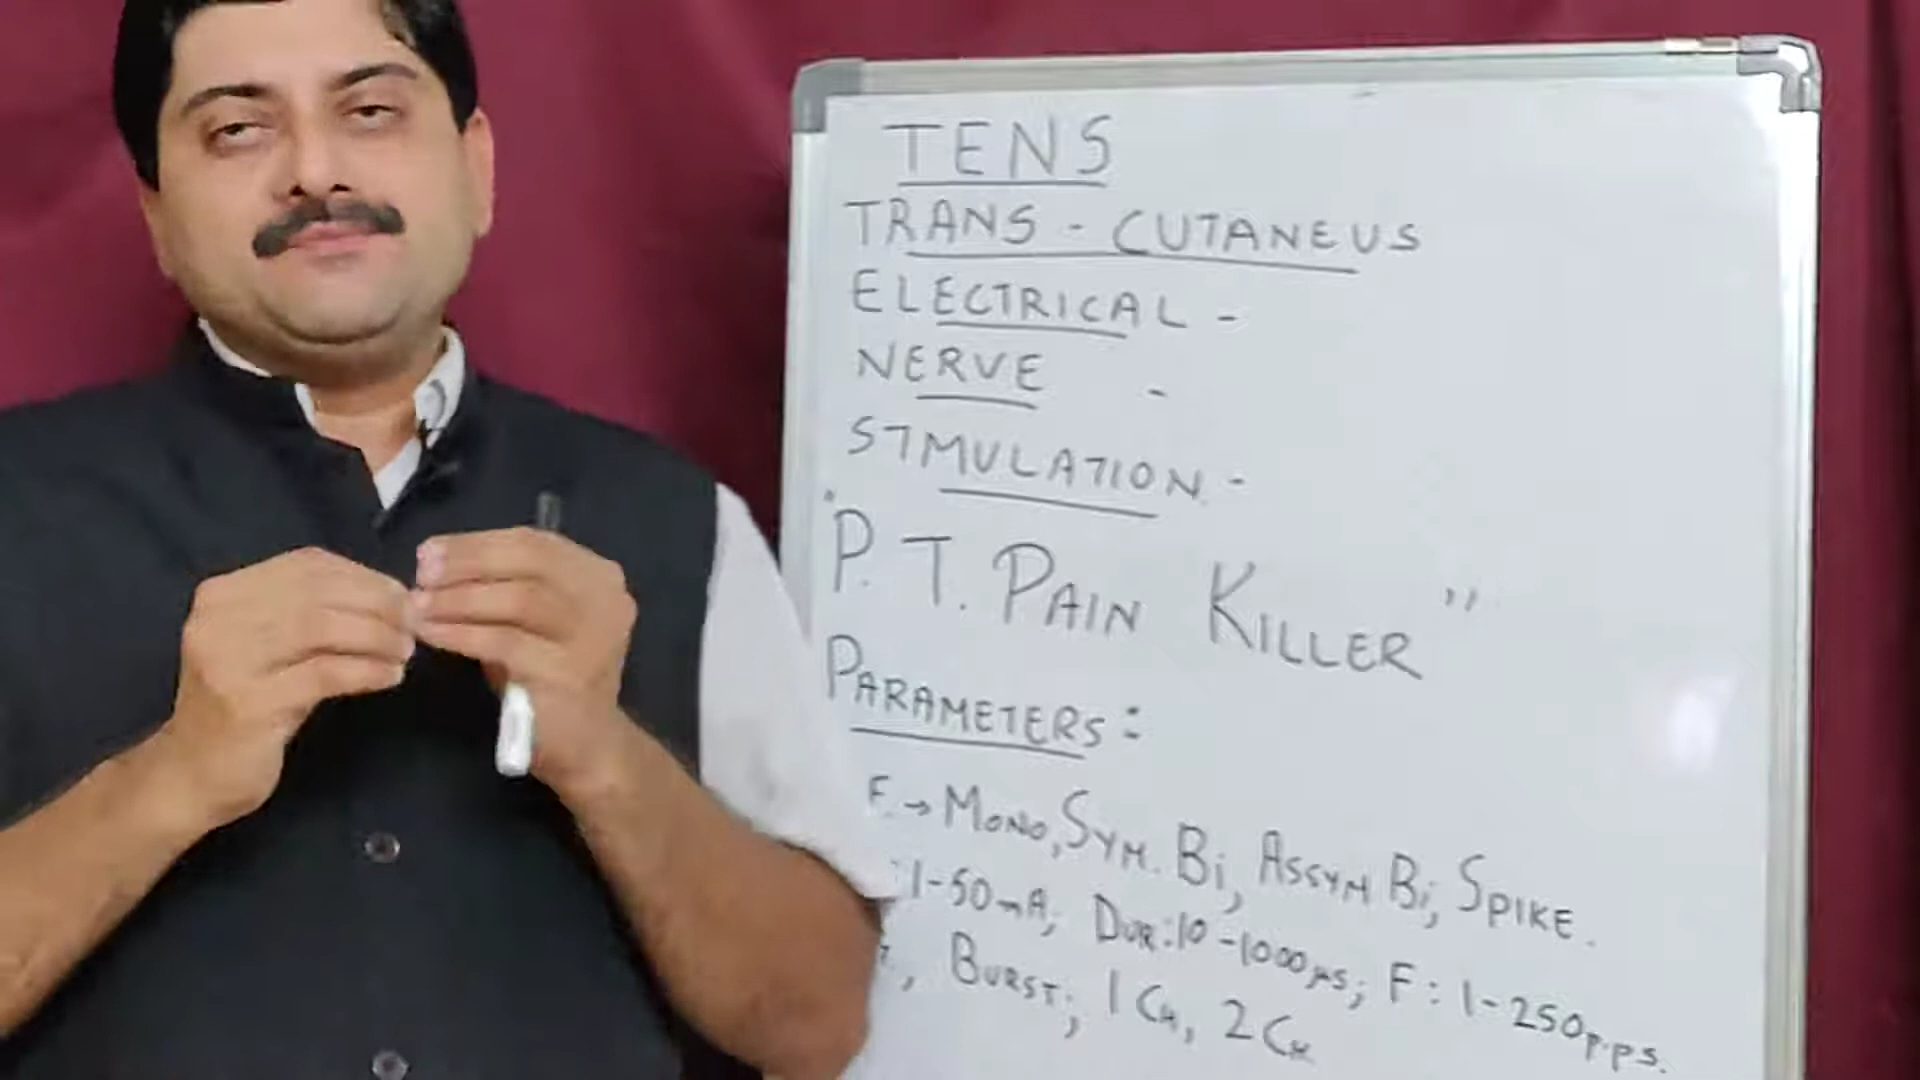 TENS
TRANS - CUTANEUS
ELECTRICAL -
NERVE -
STMULATION -
"P. T. PAIN KILLER"
PARAMETERS :
F. → MONO, SYM. Bi, ASSYM Bi, SPIKE.
: 1-50mA; DUR: 10-1000µs; F: 1-250p.ps.
, BURST; 1 CH, 2 CH